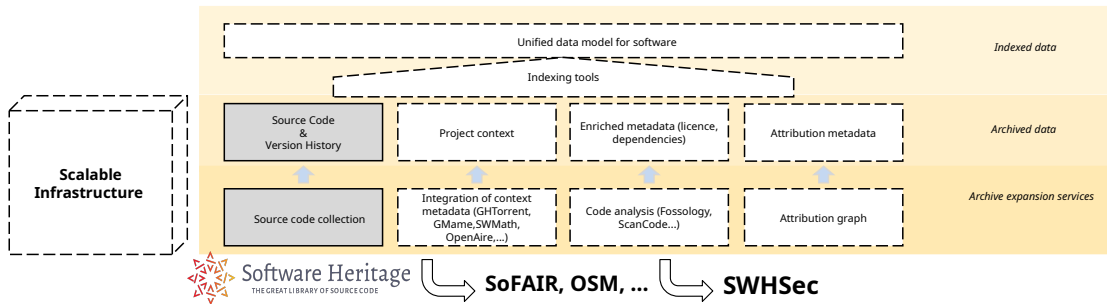 Unified data model for software
Indexed data
Indexing tools
Scalable
Infrastructure
Source Code
&
Version History
Project context
Enriched metadata (licence,
dependencies)
Attribution metadata
Archived data
Source code collection
Integration of context
metadata (GHTorrent,
GMame,SWMath,
OpenAire,...)
Code analysis (Fossology,
ScanCode...)
Attribution graph
Archive expansion services
Software Heritage
THE GREAT LIBRARY OF SOURCE CODE
SoFAIR, OSM, ...
SWHSec